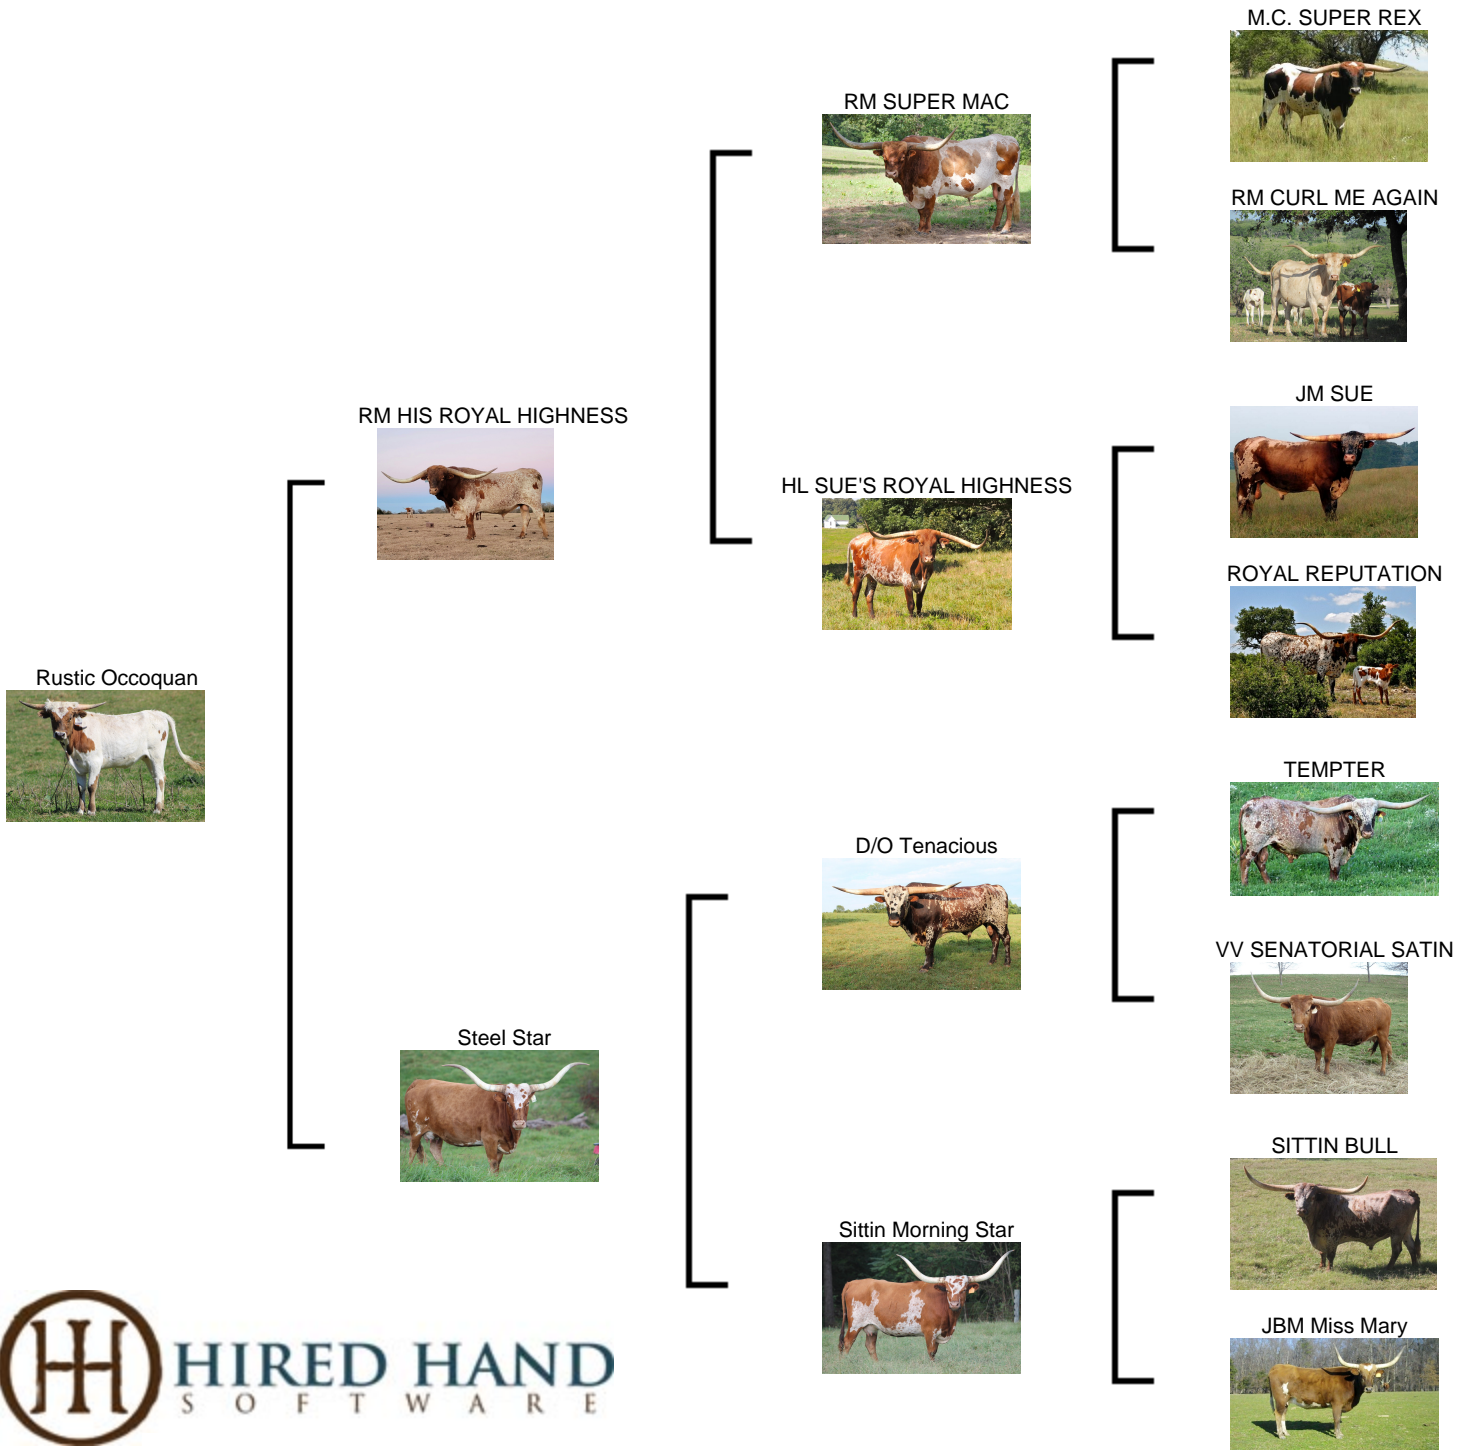 M.C. SUPER REX
RM SUPER MAC
RM CURL ME AGAIN
RM HIS ROYAL HIGHNESS
JM SUE
HL SUE'S ROYAL HIGHNESS
ROYAL REPUTATION
Rustic Occoquan
TEMPTER
D/O Tenacious
VV SENATORIAL SATIN
Steel Star
SITTIN BULL
Sittin Morning Star
JBM Miss Mary
HIRED HAND
SOFTWARE